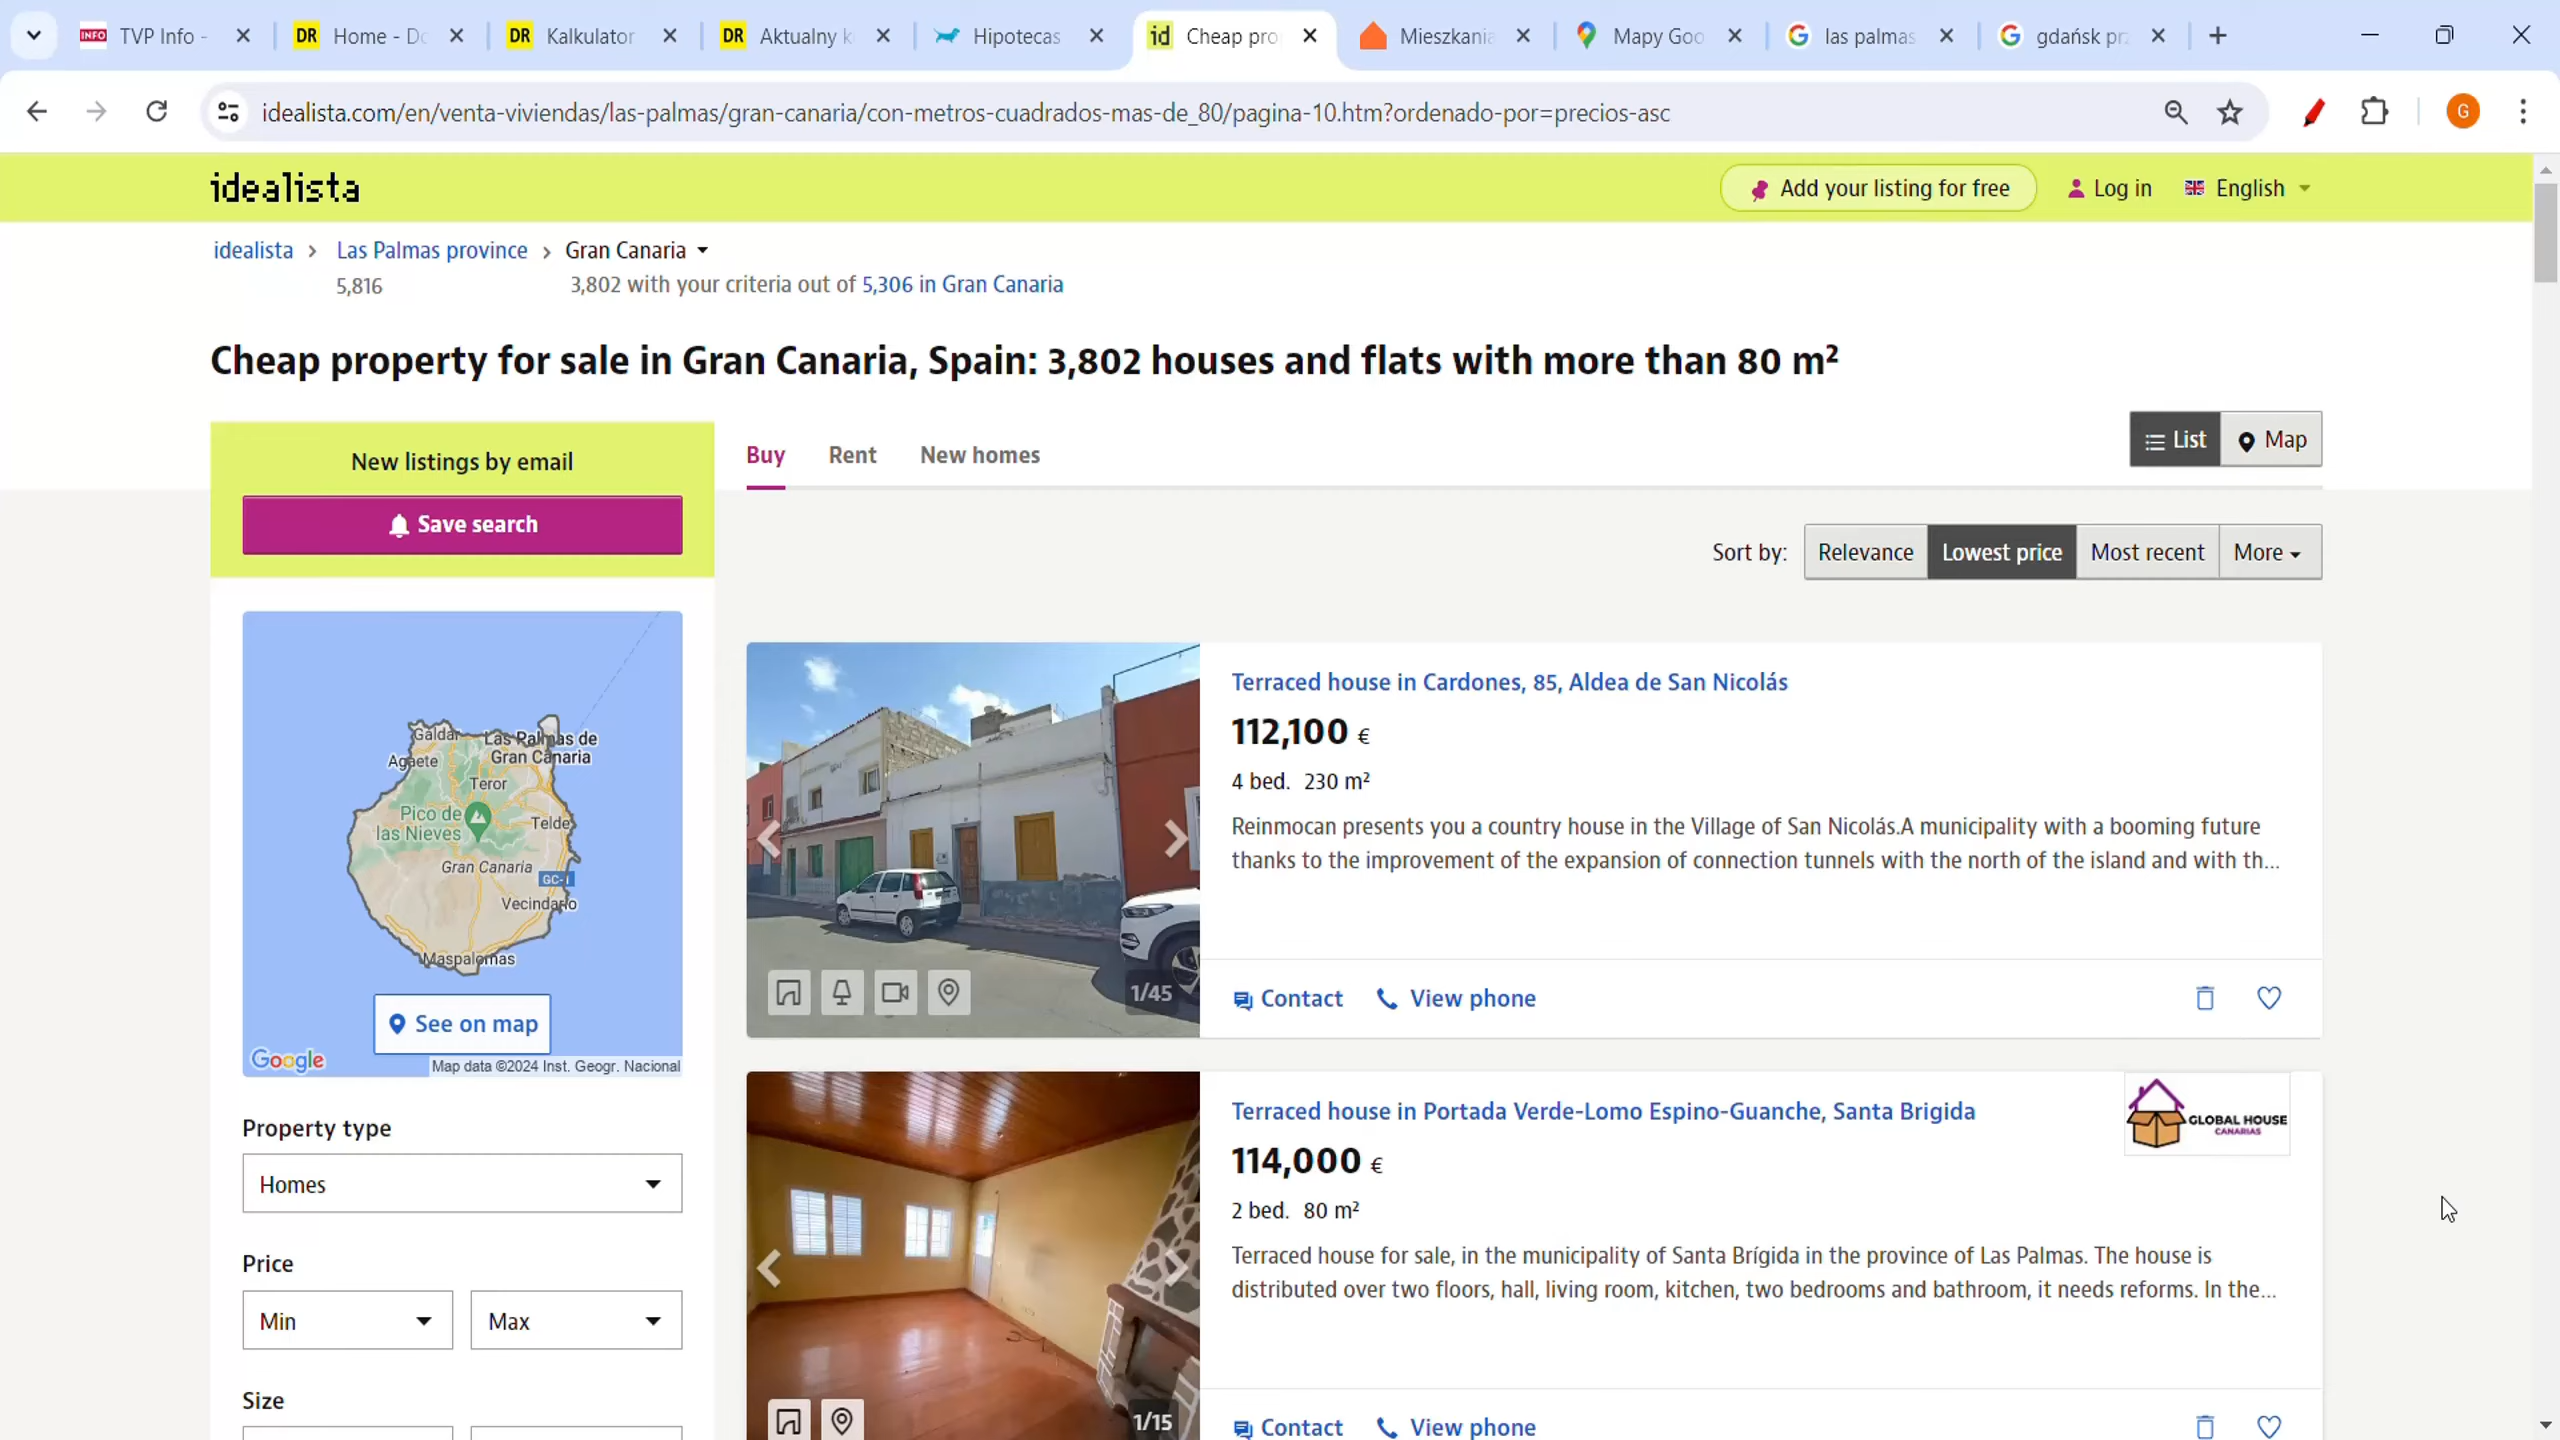 TVP Info -
Home - Do
Kalkulator
Aktualny k
Hipotecas
Cheap pro
Mieszkania
Mapy Goo
las palmas
gdańsk prz
idealista.com/en/venta-viviendas/las-palmas/gran-canaria/con-metros-cuadrados-mas-de_80/pagina-10.htm?ordenado-por=precios-asc
G
idealista
Add your listing for free
Log in
English
idealista > Las Palmas province > Gran Canaria
5,816
3,802 with your criteria out of 5,306 in Gran Canaria
Cheap property for sale in Gran Canaria, Spain: 3,802 houses and flats with more than 80 m²
New listings by email
Save search
Buy
Rent
New homes
List
Map
Sort by:
Relevance
Lowest price
Most recent
More
Gáldar
Las Palmas de
Gran Canaria
Agaete
Teror
Pico de
las Nieves
Telde
Gran Canaria
GC-1
Vecindario
Maspalomas
See on map
Google
Map data ©2024 Inst. Geogr. Nacional
Property type
Homes
Price
Min
Max
Size
1/45
Terraced house in Cardones, 85, Aldea de San Nicolás
112,100 €
4 bed. 230 m²
Reinmocan presents you a country house in the Village of San Nicolás.A municipality with a booming future
thanks to the improvement of the expansion of connection tunnels with the north of the island and with th...
Contact
View phone
1/15
Terraced house in Portada Verde-Lomo Espino-Guanche, Santa Brigida
GLOBAL HOUSE
CANARIAS
114,000 €
2 bed. 80 m²
Terraced house for sale, in the municipality of Santa Brígida in the province of Las Palmas. The house is
distributed over two floors, hall, living room, kitchen, two bedrooms and bathroom, it needs reforms. In the...
Contact
View phone